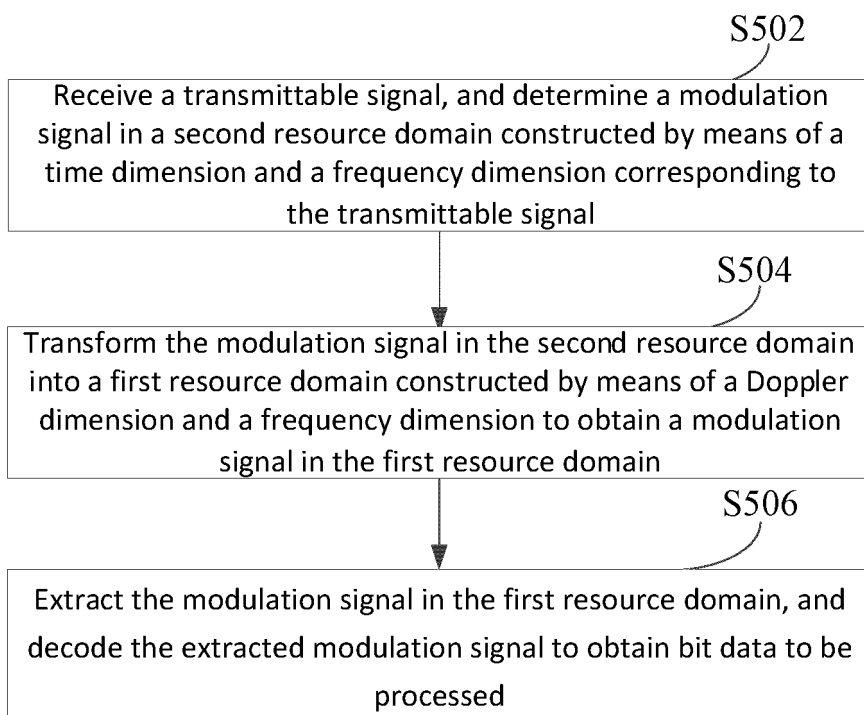 S502
Receive a transmittable signal, and determine a modulation
signal in a second resource domain constructed by means of a
time dimension and a frequency dimension corresponding to
the transmittable signal
S504
Transform the modulation signal in the second resource domain
into a first resource domain constructed by means of a Doppler
dimension and a frequency dimension to obtain a modulation
signal in the first resource domain
S506
Extract the modulation signal in the first resource domain, and
decode the extracted modulation signal to obtain bit data to be
processed